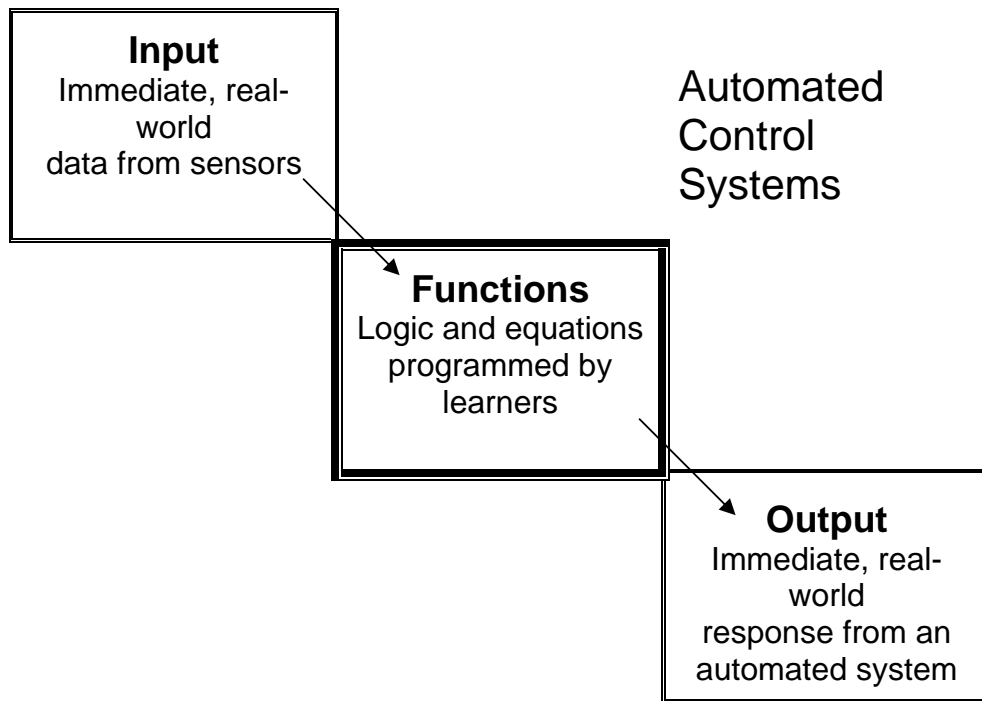 Input
Immediate, real-
world
data from sensors
Automated
Control
Systems
Functions
Logic and equations
programmed by
learners
Output
Immediate, real-
world
response from an
automated system